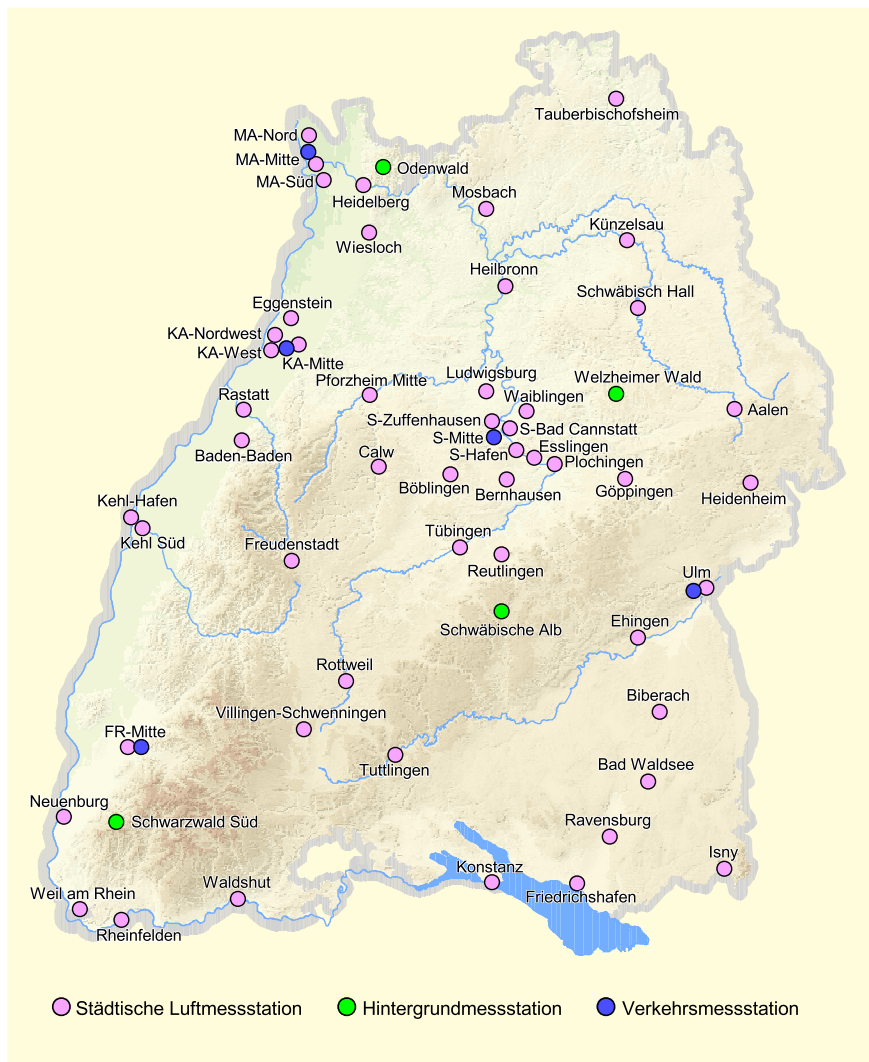 Tauberbischofsheim
MA-Nord
MA-Mitte
Odenwald
MA-Süd
Mosbach
Heidelberg
Künzelsau
Wiesloch
Heilbronn
Schwäbisch Hall
Eggenstein
KA-Nordwest
KA-West
KA-Mitte
Ludwigsburg
Welzheimer Wald
Pforzheim Mitte
Rastatt
Waiblingen
Aalen
S-Zuffenhausen
S-Bad Cannstatt
S-Mitte
Esslingen
Baden-Baden
Calw
S-Hafen
Plochingen
Böblingen
Bernhausen
Göppingen
Heidenheim
Kehl-Hafen
Kehl Süd
Tübingen
Freudenstadt
Reutlingen
Ulm
Ehingen
Schwäbische Alb
Rottweil
Biberach
Villingen-Schwenningen
FR-Mitte
Bad Waldsee
Tuttlingen
Neuenburg
Schwarzwald Süd
Ravensburg
Isny
Konstanz
Waldshut
Weil am Rhein
Friedrichshafen
Rheinfelden
Städtische Luftmessstation
Hintergrundmessstation
Verkehrsmessstation